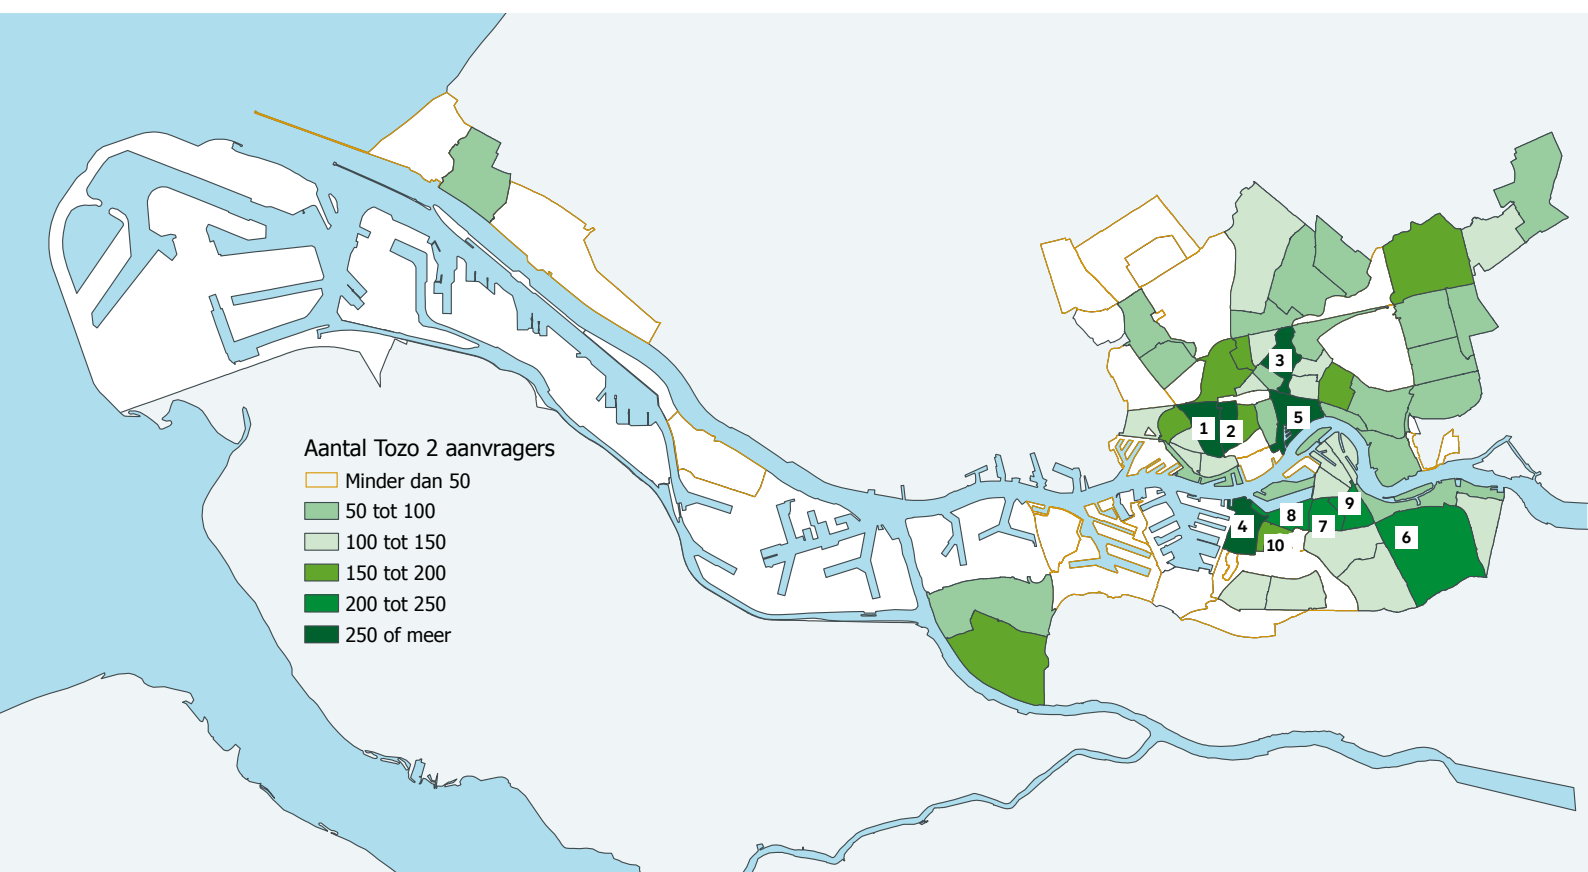 3
1
2
5
Aantal Tozo 2 aanvragers
Minder dan 50
50 tot 100
100 tot 150
150 tot 200
200 tot 250
250 of meer
9
8
4
7
6
10